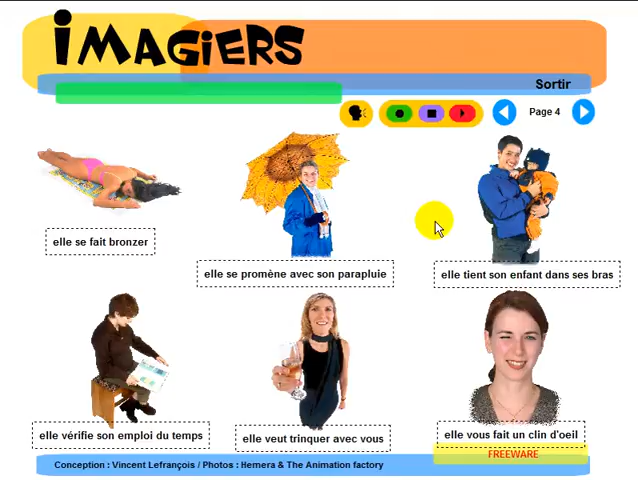 iMAGiERS
Sortir
Page 4
elle se fait bronzer
elle se promène avec son parapluie
elle tient son enfant dans ses bras
elle vérifie son emploi du temps
elle veut trinquer avec vous
elle vous fait un clin d'oeil
FREEWARE
Conception : Vincent Lefrançois / Photos : Hemera & The Animation factory